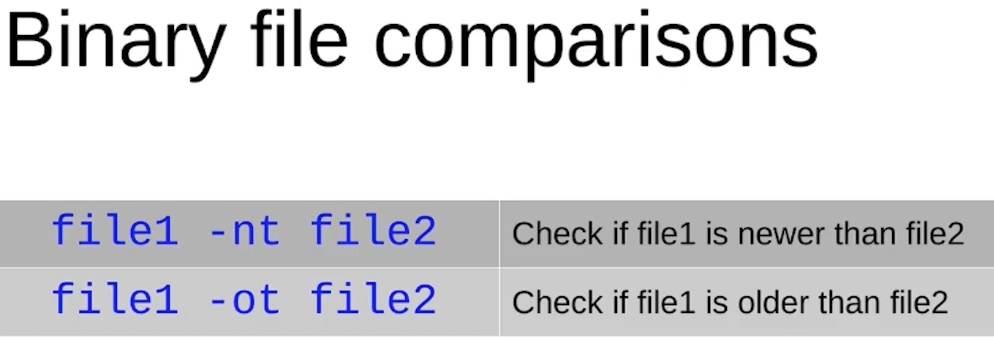 Binary file comparisons
file1 -nt file2 Check if file1 is newer than file2
file1 -ot file2 Check if file1 is older than file2